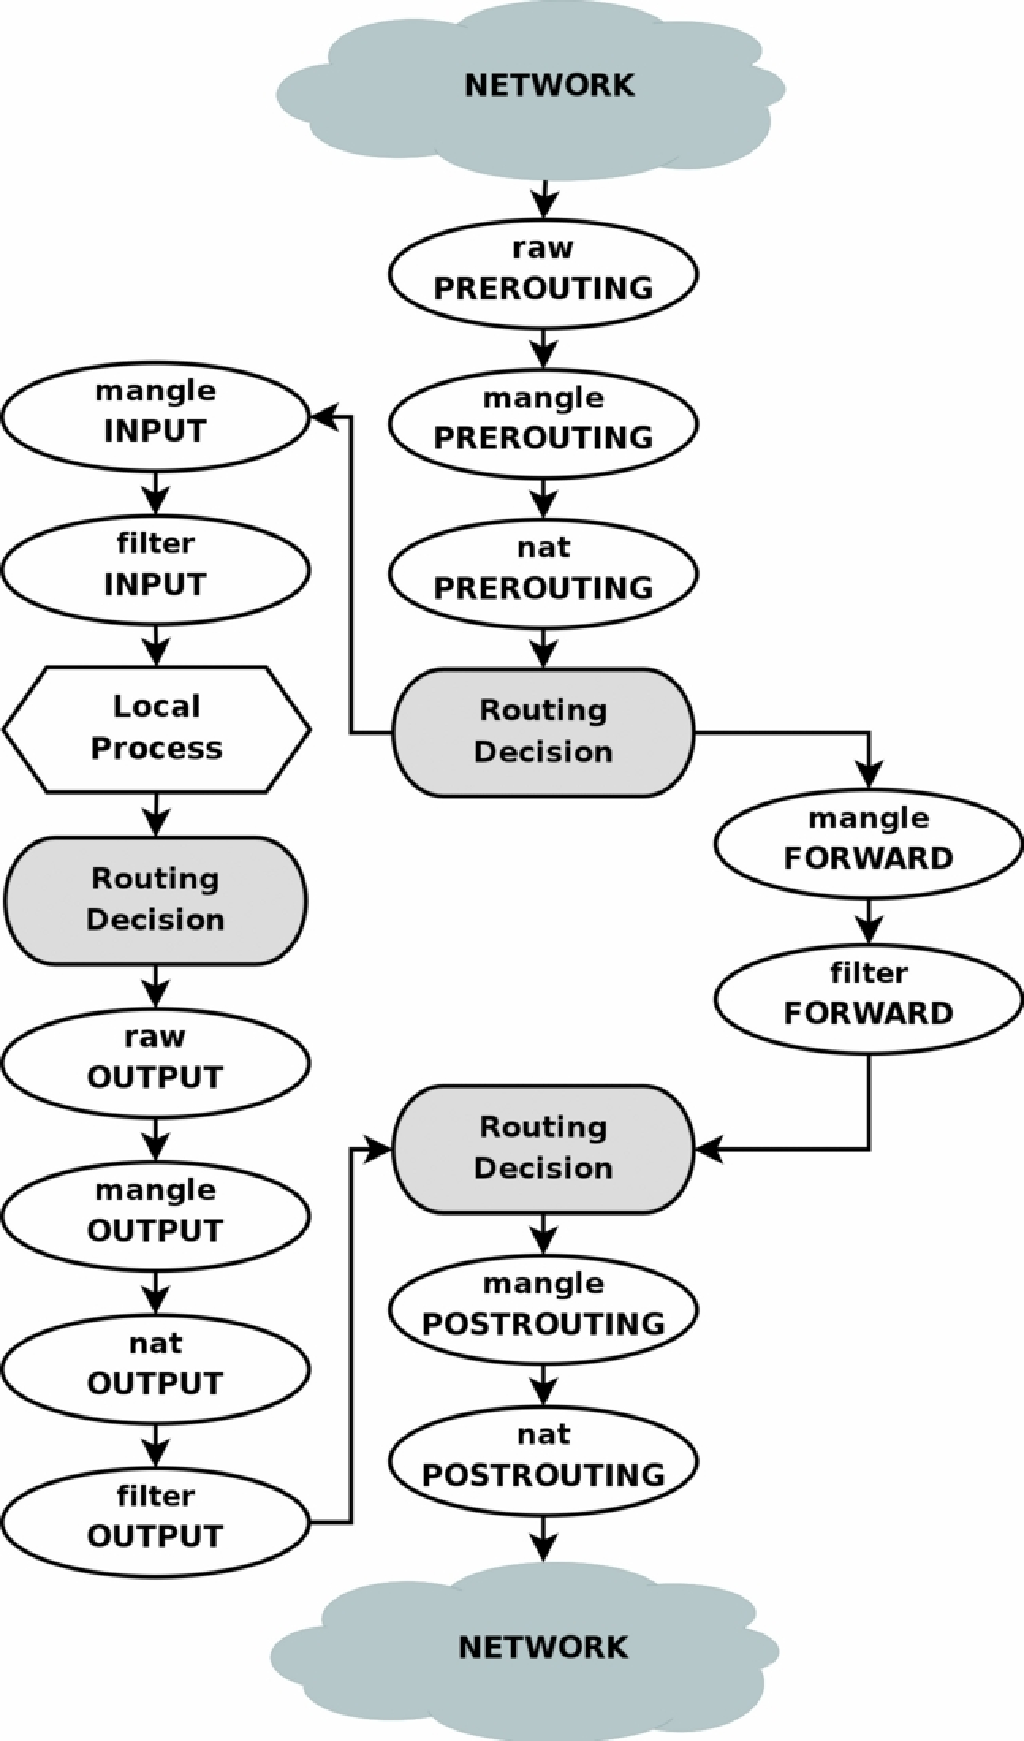 NETWORK
raw
PREROUTING
mangle
PREROUTING
nat
PREROUTING
Routing
Decision
mangle
INPUT
filter
INPUT
Local
Process
Routing
Decision
raw
OUTPUT
mangle
OUTPUT
nat
OUTPUT
filter
OUTPUT
mangle
FORWARD
filter
FORWARD
Routing
Decision
mangle
POSTROUTING
nat
POSTROUTING
NETWORK